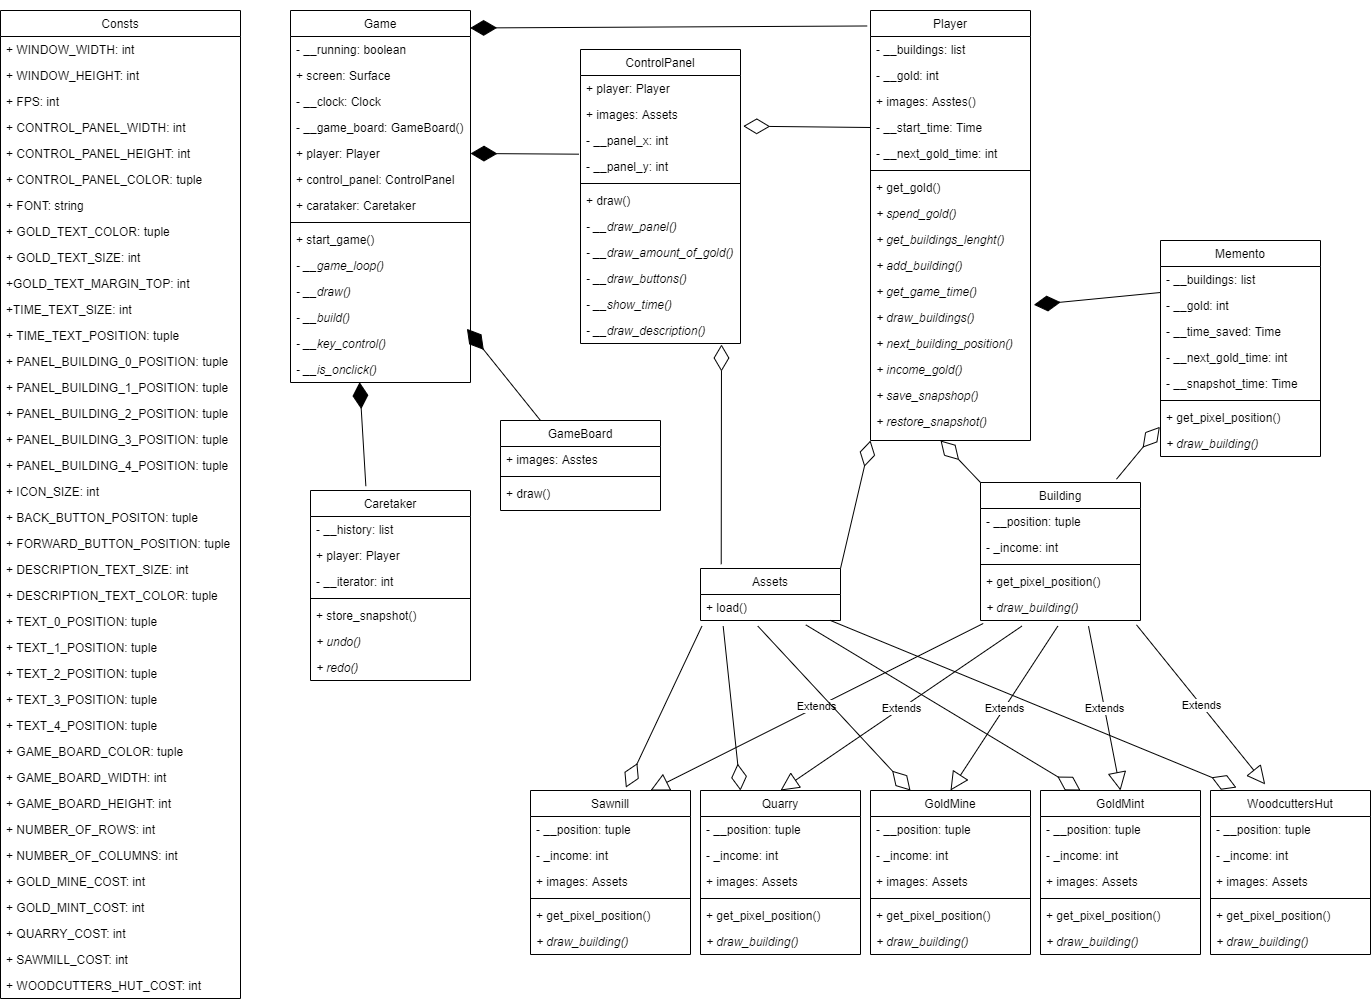 Consts
+ WINDOW_WIDTH: int
+ WINDOW_HEIGHT: int
+ FPS: int
+ CONTROL_PANEL_WIDTH: int
+ CONTROL_PANEL_HEIGHT: int
+ CONTROL_PANEL_COLOR: tuple
+ FONT: string
+ GOLD_TEXT_COLOR: tuple
+ GOLD_TEXT_SIZE: int
+GOLD_TEXT_MARGIN_TOP: int
+TIME_TEXT_SIZE: int
+ TIME_TEXT_POSITION: tuple
+ PANEL_BUILDING_0_POSITION: tuple
+ PANEL_BUILDING_1_POSITION: tuple
+ PANEL_BUILDING_2_POSITION: tuple
+ PANEL_BUILDING_3_POSITION: tuple
+ PANEL_BUILDING_4_POSITION: tuple
+ ICON_SIZE: int
+ BACK_BUTTON_POSITON: tuple
+ FORWARD_BUTTON_POSITION: tuple
+ DESCRIPTION_TEXT_SIZE: int
+ DESCRIPTION_TEXT_COLOR: tuple
+ TEXT_0_POSITION: tuple
+ TEXT_1_POSITION: tuple
+ TEXT_2_POSITION: tuple
+ TEXT_3_POSITION: tuple
+ TEXT_4_POSITION: tuple
+ GAME_BOARD_COLOR: tuple
+ GAME_BOARD_WIDTH: int
+ GAME_BOARD_HEIGHT: int
+ NUMBER_OF_ROWS: int
+ NUMBER_OF_COLUMNS: int
+ GOLD_MINE_COST: int
+ GOLD_MINT_COST: int
+ QUARRY_COST: int
+ SAWMILL_COST: int
+ WOODCUTTERS_HUT_COST: int
Game
- __running: boolean
+ screen: Surface
- __clock: Clock
- __game_board: GameBoard()
+ player: Player
+ control_panel: ControlPanel
+ carataker: Caretaker
+ start_game()
- __game_loop()
- __draw()
- __build()
- __key_control()
- __is_onclick()
ControlPanel
+ player: Player
+ images: Assets
- __panel_x: int
- __panel_y: int
+ draw()
- __draw_panel()
- __draw_amount_of_gold()
- __draw_buttons()
- __show_time()
- __draw_description()
Player
- __buildings: list
- __gold: int
+ images: Asstes()
- __start_time: Time
- __next_gold_time: int
+ get_gold()
+ spend_gold()
+ get_buildings_lenght()
+ add_building()
+ get_game_time()
+ draw_buildings()
+ next_building_position()
+ income_gold()
+ save_snapshop()
+ restore_snapshot()
Memento
- __buildings: list
- __gold: int
- __time_saved: Time
- __next_gold_time: int
- __snapshot_time: Time
+ get_pixel_position()
+ draw_building()
GameBoard
+ images: Asstes
+ draw()
Caretaker
- __history: list
+ player: Player
- __iterator: int
+ store_snapshot()
+ undo()
+ redo()
Assets
+ load()
Building
- __position: tuple
- _income: int
+ get_pixel_position()
+ draw_building()
Extends
Extends
Extends
Extends
Extends
Sawnill
- __position: tuple
- _income: int
+ images: Assets
+ get_pixel_position()
+ draw_building()
Quarry
- __position: tuple
- _income: int
+ images: Assets
+ get_pixel_position()
+ draw_building()
GoldMine
- __position: tuple
- _income: int
+ images: Assets
+ get_pixel_position()
+ draw_building()
GoldMint
- __position: tuple
- _income: int
+ images: Assets
+ get_pixel_position()
+ draw_building()
WoodcuttersHut
- __position: tuple
- _income: int
+ images: Assets
+ get_pixel_position()
+ draw_building()